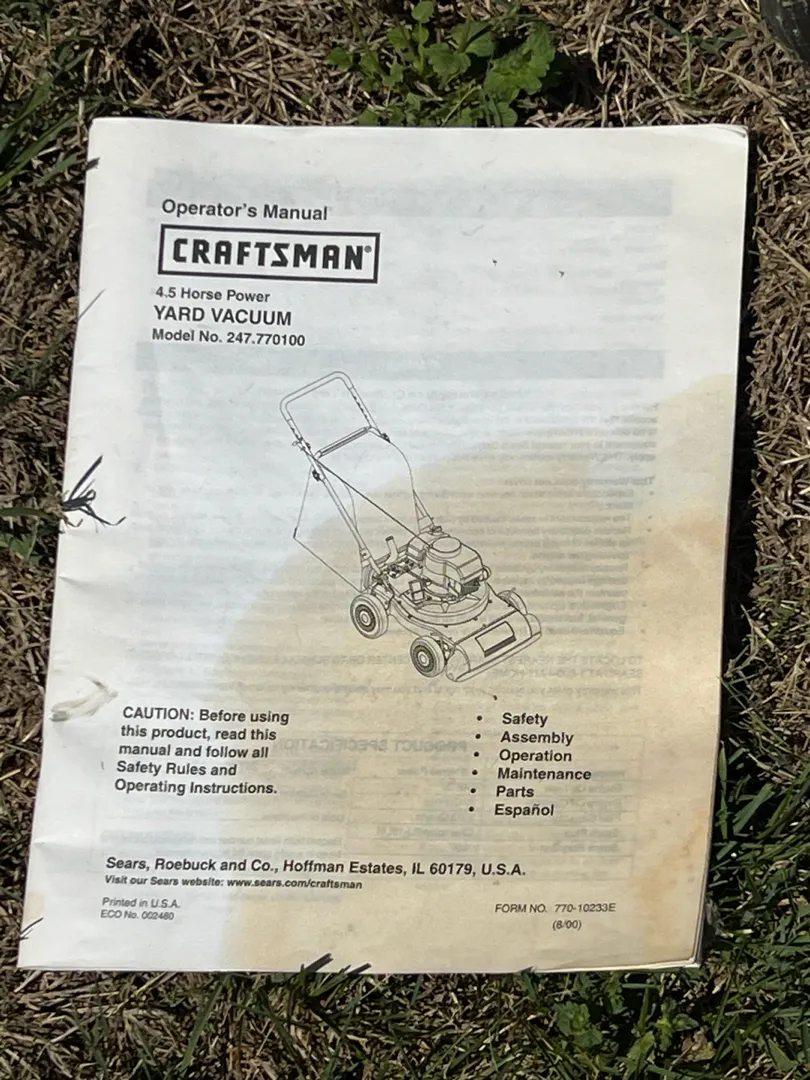 Operator's Manual
CRAFTSMAN®
4.5 Horse Power
YARD VACUUM
Model No. 247.770100
CAUTION: Before using
this product, read this
manual and follow all
Safety Rules and
Operating Instructions.
• Safety
• Assembly
• Operation
• Maintenance
• Parts
• Español
Sears, Roebuck and Co., Hoffman Estates, IL 60179, U.S.A.
Visit our Sears website: www.sears.com/craftsman
Printed in U.S.A.
ECO No. 002460
FORM NO. 770-10233E
(8/00)
PRODUCT SPECIFICATION